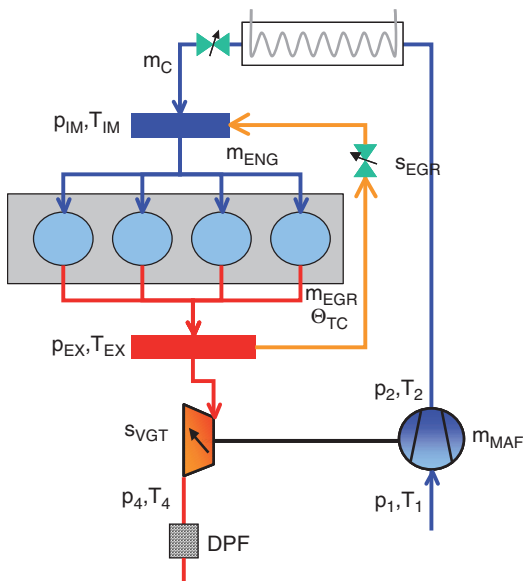 m_C
p_IM,T_IM
m_ENG
s_EGR
m_EGR
Θ_TC
p_EX,T_EX
p_2,T_2
s_VGT
m_MAF
p_4,T_4
p_1,T_1
DPF